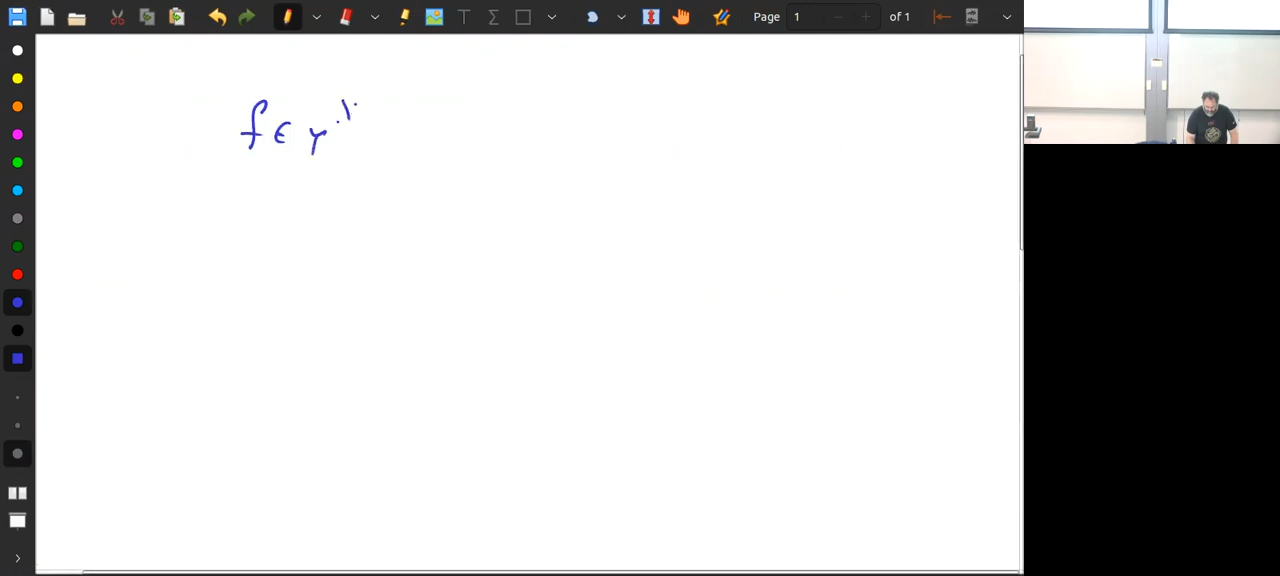 Page 1 of 1
f ∈ γ